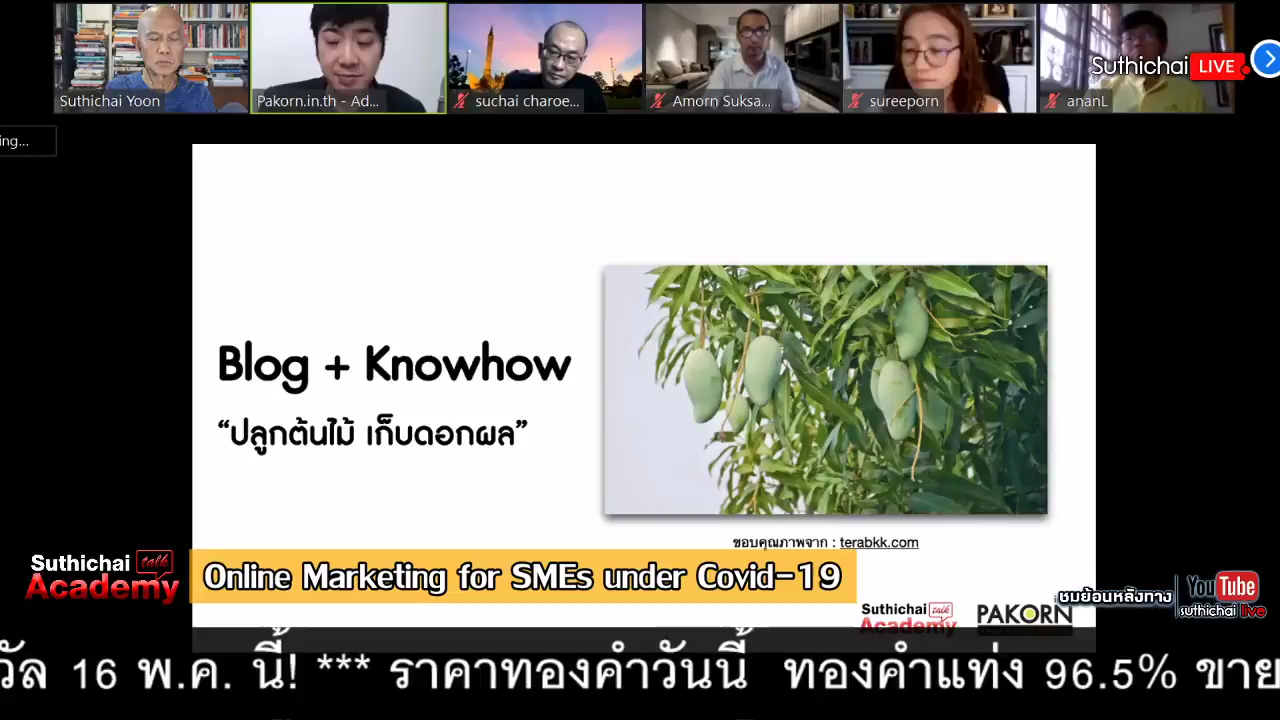 Suthichai Yoon
Pakorn.in.th - Ad...
suchai charoe...
Amorn Suksa...
sureeporn
ananL
Suthichai LIVE
ing...
Blog + Knowhow
“ปลูกต้นไม้ เก็บดอกผล”
ขอบคุณภาพจาก : terabkk.com
Suthichai talk
Academy
Online Marketing for SMEs under Covid-19
Suthichai talk
Academy
PAKORN
ชมย้อนหลังทาง
YouTube
suthichai live
วัล 16 พ.ค. นี้! *** ราคาทองคำวันนี้ ทองคำแท่ง 96.5% ขาย